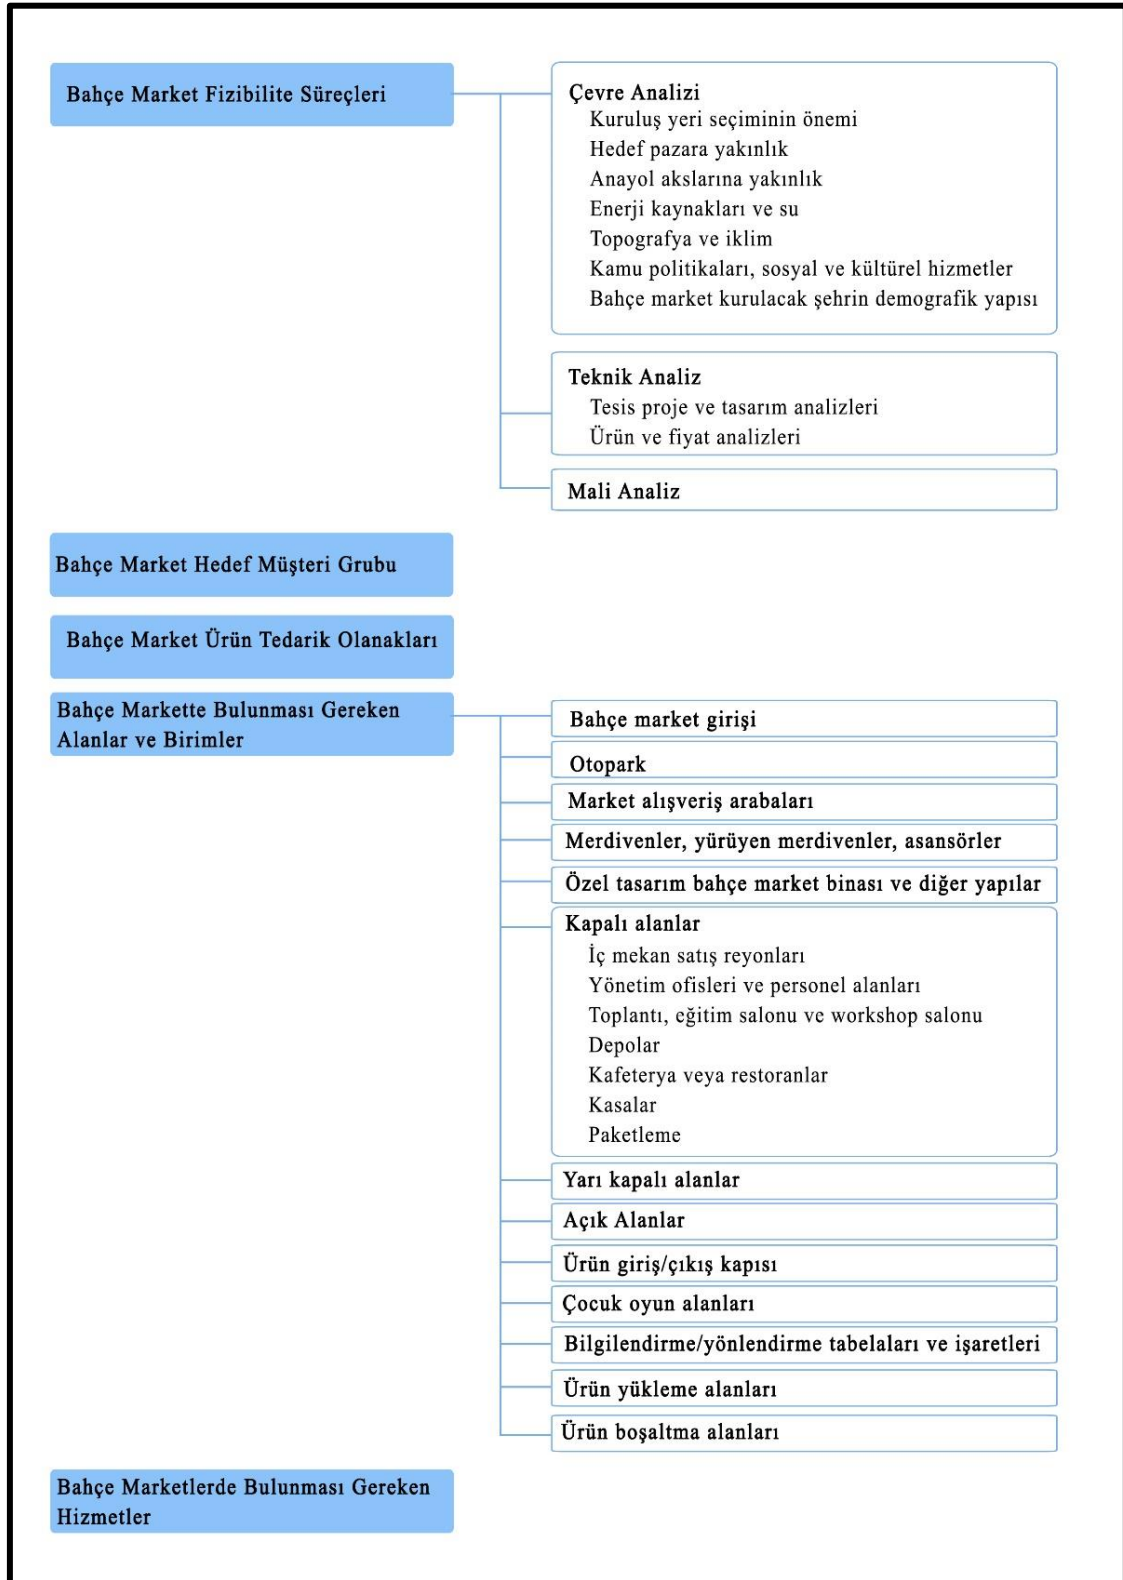 Bahçe Market Fizibilite Süreçleri
Çevre Analizi
Kuruluş yeri seçiminin önemi
Hedef pazara yakınlık
Anayol akslarına yakınlık
Enerji kaynakları ve su
Topografya ve iklim
Kamu politikaları, sosyal ve kültürel hizmetler
Bahçe market kurulacak şehrin demografik yapısı
Teknik Analiz
Tesis proje ve tasarım analizleri
Ürün ve fiyat analizleri
Mali Analiz
Bahçe Market Hedef Müşteri Grubu
Bahçe Market Ürün Tedarik Olanakları
Bahçe Markette Bulunması Gereken
Alanlar ve Birimler
Bahçe market girişi
Otopark
Market alışveriş arabaları
Merdivenler, yürüyen merdivenler, asansörler
Özel tasarım bahçe market binası ve diğer yapılar
Kapalı alanlar
İç mekan satış reyonları
Yönetim ofisleri ve personel alanları
Toplantı, eğitim salonu ve workshop salonu
Depolar
Kafeterya veya restoranlar
Kasalar
Paketleme
Yarı kapalı alanlar
Açık Alanlar
Ürün giriş/çıkış kapısı
Çocuk oyun alanları
Bilgilendirme/yönlendirme tabelaları ve işaretleri
Ürün yükleme alanları
Ürün boşaltma alanları
Bahçe Marketlerde Bulunması Gereken
Hizmetler